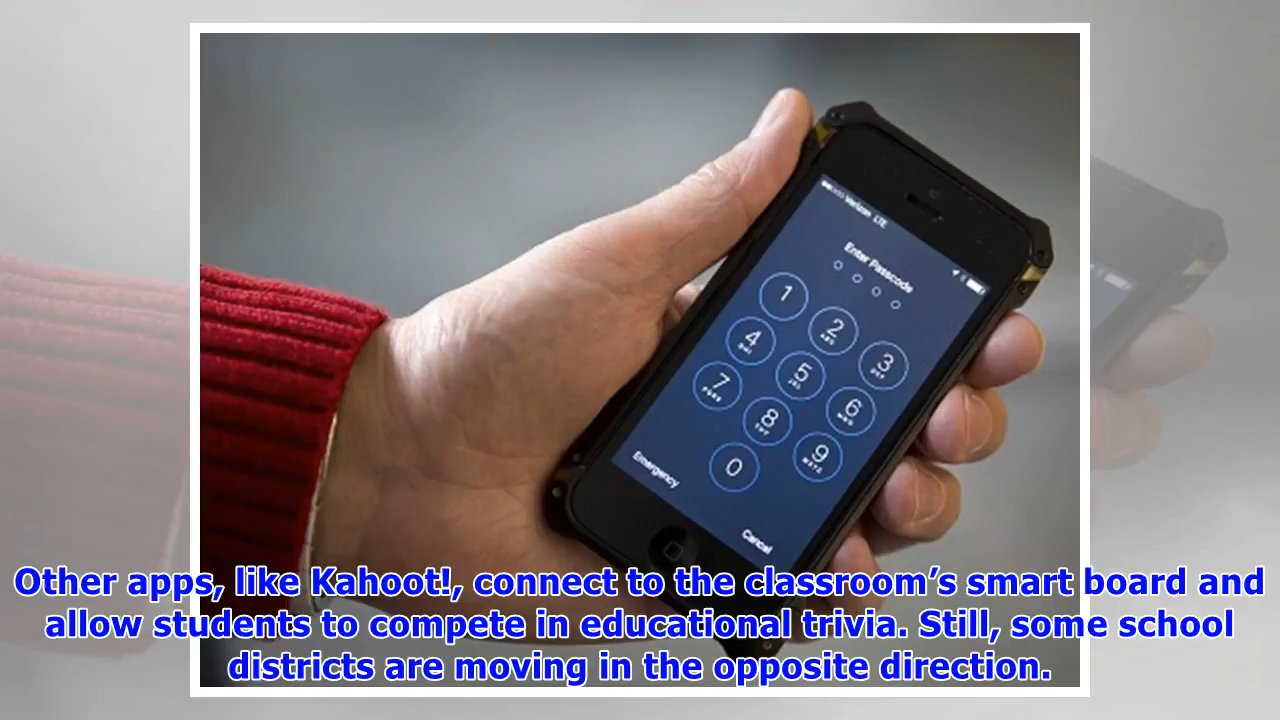 Verizon LTE
Enter Passcode
1
2
ABC
3
DEF
4
GHI
5
JKL
6
MNO
7
PQRS
8
TUV
9
WXYZ
0
Emergency
Cancel
Other apps, like Kahoot!, connect to the classroom’s smart board and
allow students to compete in educational trivia. Still, some school
districts are moving in the opposite direction.